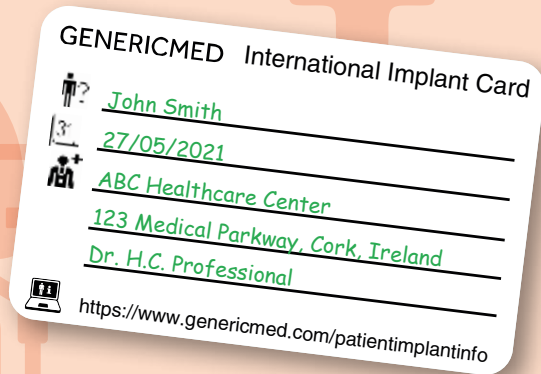 GENERICMED International Implant Card
John Smith
27/05/2021
ABC Healthcare Center
123 Medical Parkway, Cork, Ireland
Dr. H.C. Professional
https://www.genericmed.com/patientimplantinfo